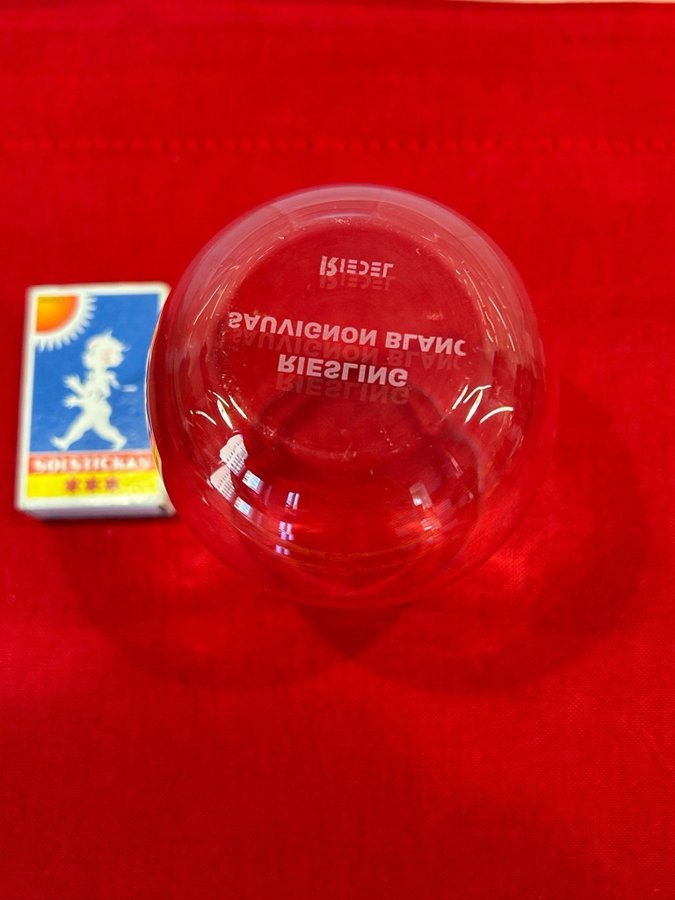 RIESLING
SAUVIGNON BLANC
RIEDEL
SOLSTICKAN